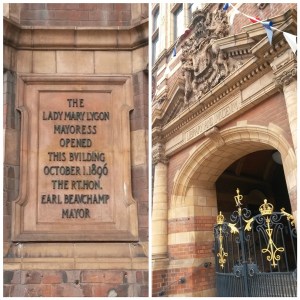 THE
LADY MARY LYGON
MAYORESS
OPENED
THIS BUILDING
OCTOBER 1. 1896
THE RT. HON.
EARL BEAUCHAMP
MAYOR